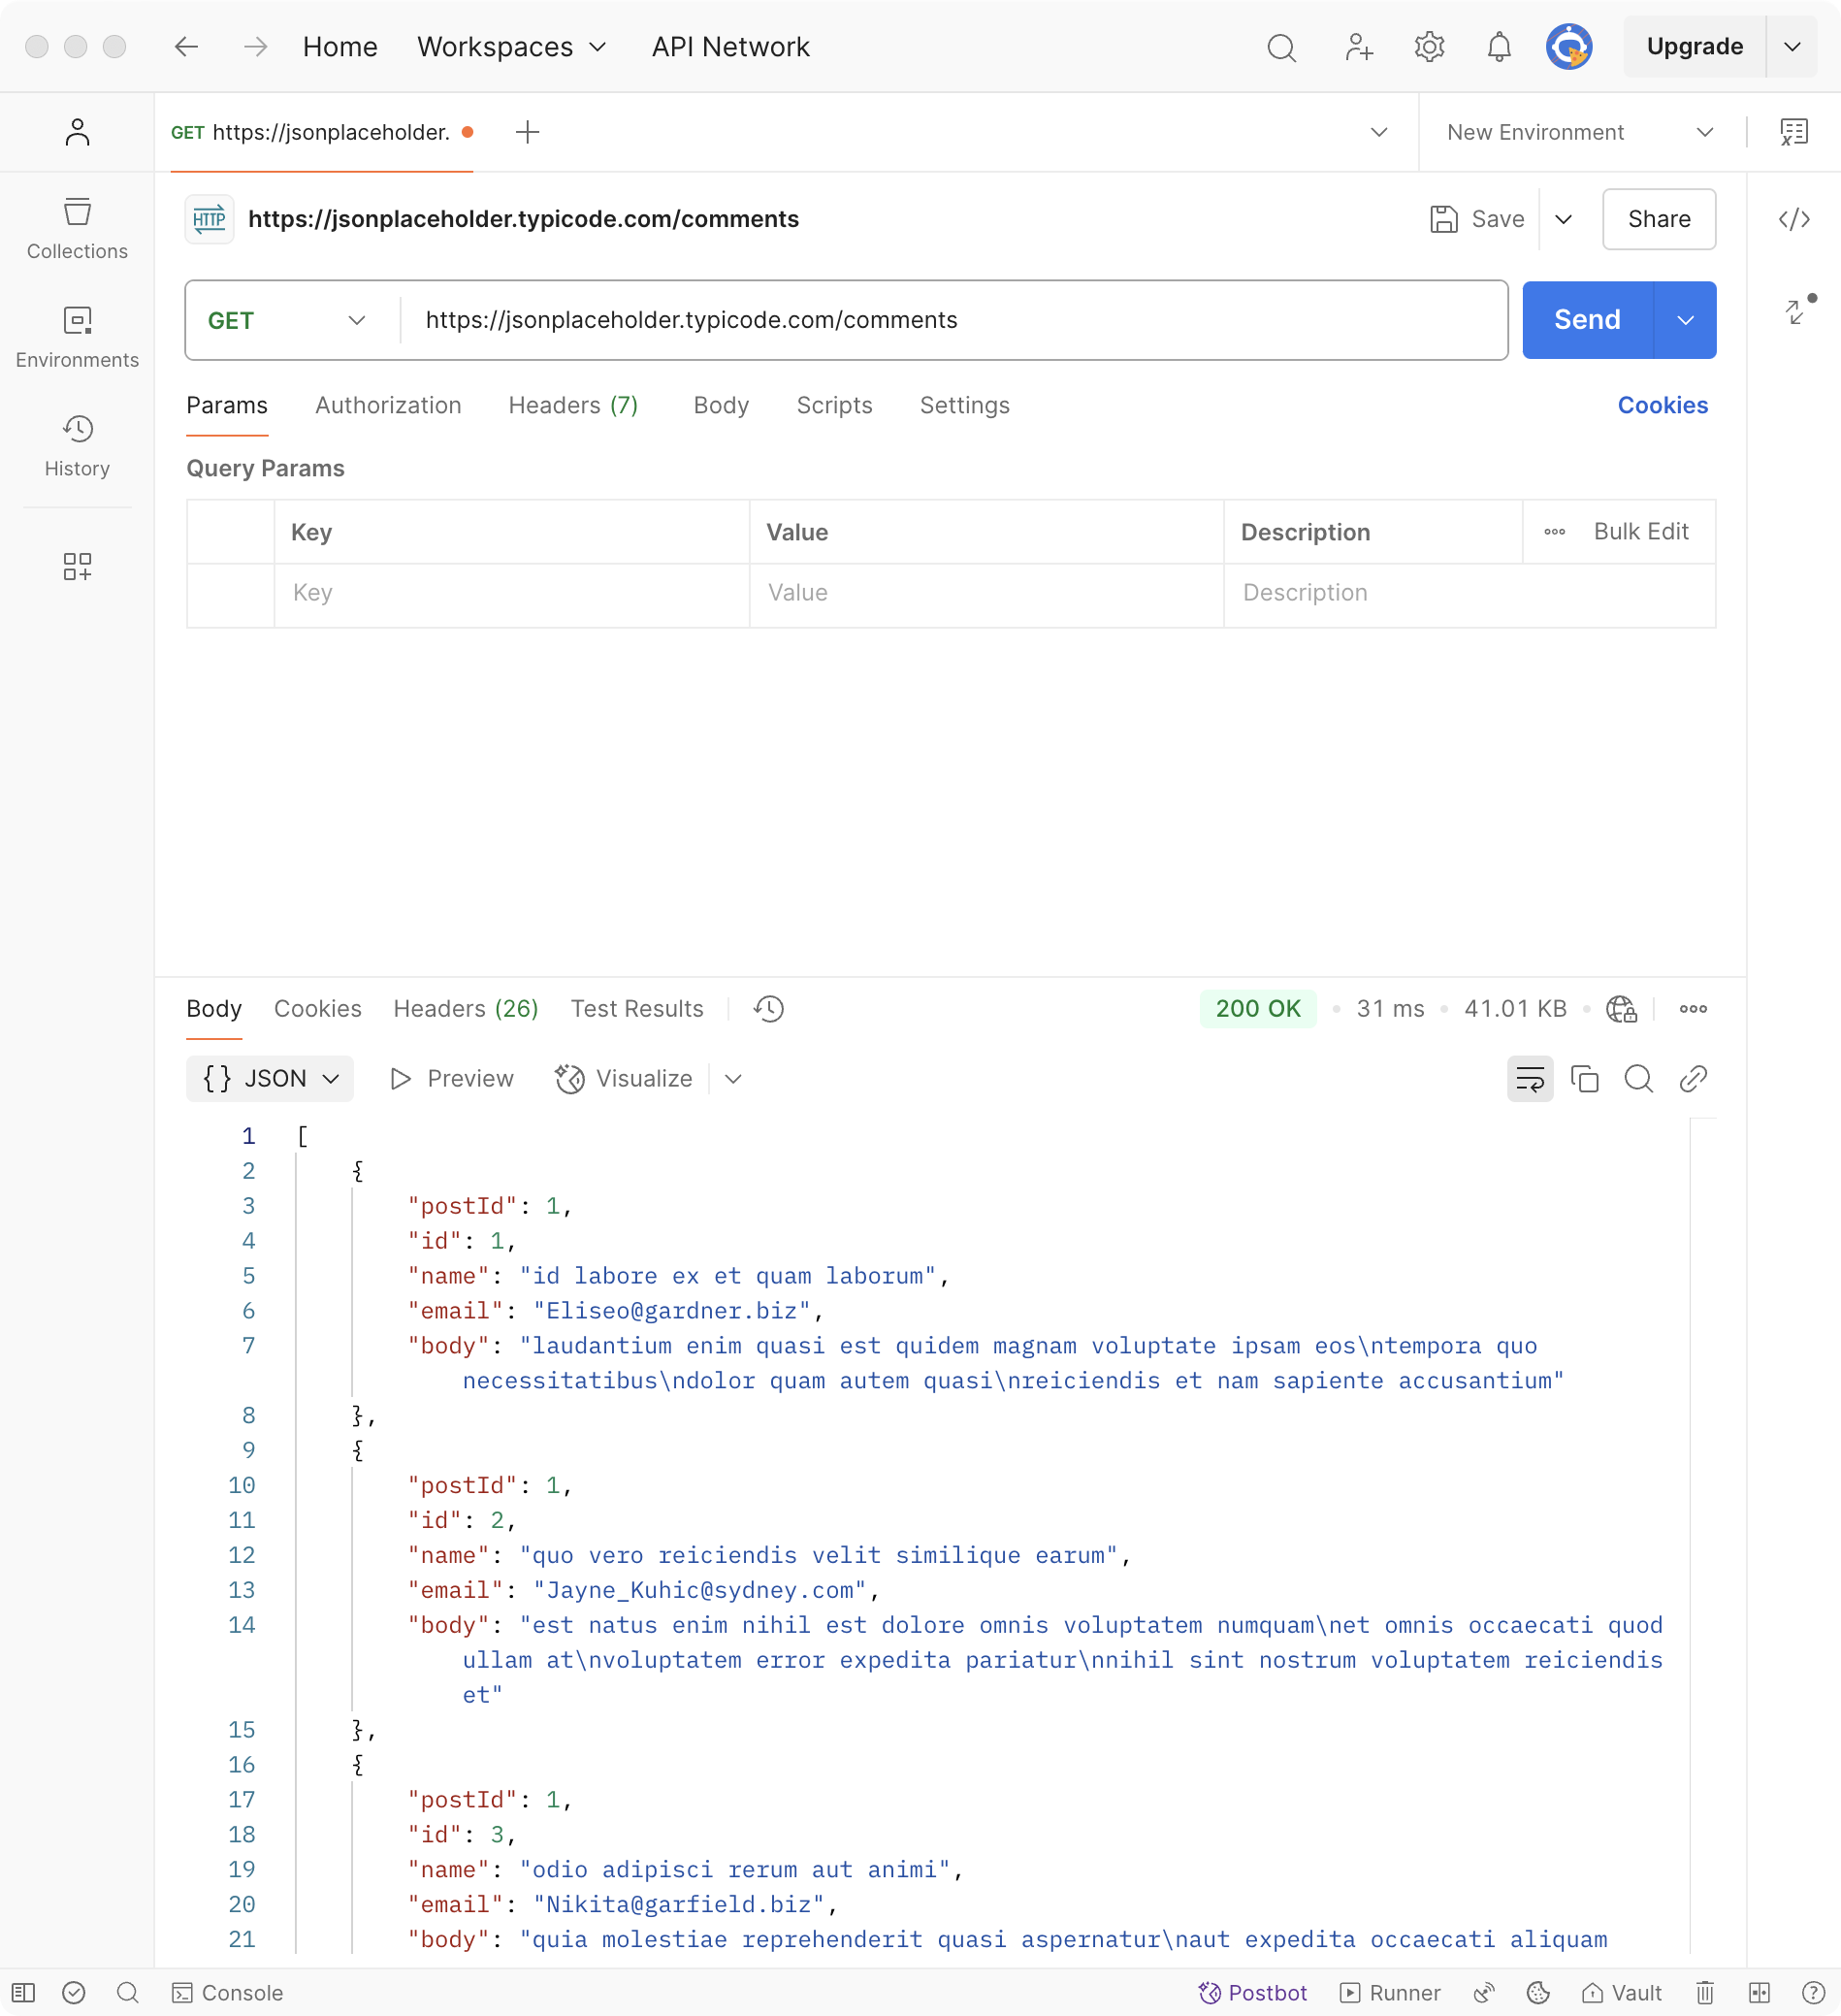 Home Workspaces API Network Upgrade
GET https://jsonplaceholder. New Environment
HTTP https://jsonplaceholder.typicode.com/comments Save Share
Collections
GET https://jsonplaceholder.typicode.com/comments Send
Environments
Params Authorization Headers (7) Body Scripts Settings Cookies
History
Query Params
Key Value Description Bulk Edit
Key Value Description
Body Cookies Headers (26) Test Results 200 OK 31 ms 41.01 KB
{} JSON Preview Visualize
1 [
2 {
3 "postId": 1,
4 "id": 1,
5 "name": "id labore ex et quam laborum",
6 "email": "Eliseo@gardner.biz",
7 "body": "laudantium enim quasi est quidem magnam voluptate ipsam eos\ntempora quo
necessitatibus\ndolor quam autem quasi\nreiciendis et nam sapiente accusantium"
8 },
9 {
10 "postId": 1,
11 "id": 2,
12 "name": "quo vero reiciendis velit similique earum",
13 "email": "Jayne_Kuhic@sydney.com",
14 "body": "est natus enim nihil est dolore omnis voluptatem numquam\net omnis occaecati quod
ullam at\nvoluptatem error expedita pariatur\nnihil sint nostrum voluptatem reiciendis
et"
15 },
16 {
17 "postId": 1,
18 "id": 3,
19 "name": "odio adipisci rerum aut animi",
20 "email": "Nikita@garfield.biz",
21 "body": "quia molestiae reprehenderit quasi aspernatur\naut expedita occaecati aliquam
Console Postbot Runner Vault